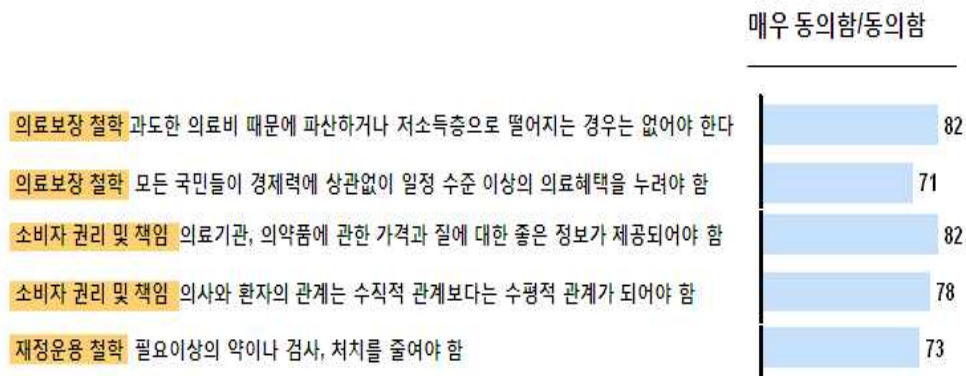 매우 동의함/동의함
의료보장 철학 과도한 의료비 때문에 파산하거나 저소득층으로 떨어지는 경우는 없어야 한다 82
의료보장 철학 모든 국민들이 경제력에 상관없이 일정 수준 이상의 의료혜택을 누려야 함 71
소비자 권리 및 책임 의료기관, 의약품에 관한 가격과 질에 대한 좋은 정보가 제공되어야 함 82
소비자 권리 및 책임 의사와 환자의 관계는 수직적 관계보다는 수평적 관계가 되어야 함 78
재정운용 철학 필요이상의 약이나 검사, 처치를 줄여야 함 73